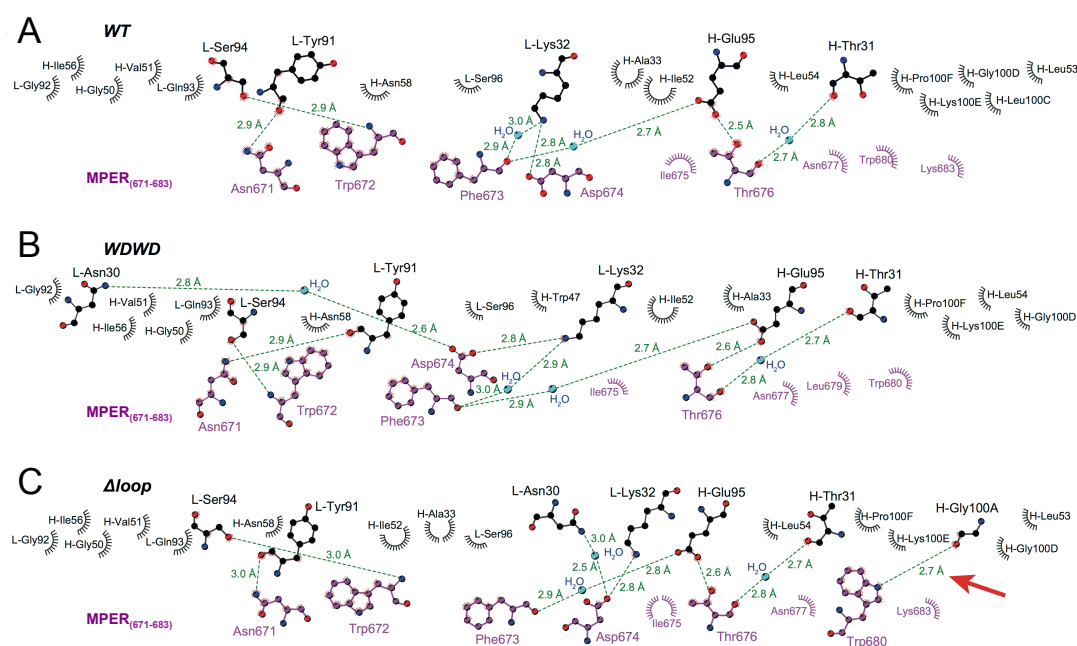 A
WT
L-Ser94
L-Tyr91
L-Lys32
H-Glu95
H-Thr31
H-Ile56
L-Gly92
H-Val51
H-Gly50
L-Gln93
H-Asn58
L-Ser96
H-Ala33
H-Ile52
H-Leu54
H-Pro100F
H-Gly100D
H-Leu53
H-Lys100E
H-Leu100C
2.9 Å
2.9 Å
3.0 Å
H2O
2.9 Å
2.8 Å
H2O
2.8 Å
2.7 Å
2.5 Å
H2O
2.8 Å
2.7 Å
MPER(671-683)
Asn671
Trp672
Phe673
Asp674
Ile675
Thr676
Asn677
Trp680
Lys683
B
WDWD
L-Asn30
L-Tyr91
L-Lys32
H-Glu95
H-Thr31
L-Gly92
H-Val51
H-Ile56
H-Gly50
L-Gln93
L-Ser94
H-Asn58
L-Ser96
H-Trp47
H-Ile52
H-Ala33
H-Pro100F
L-Leu54
H-Lys100E
H-Gly100D
2.8 Å
H2O
2.6 Å
2.9 Å
2.9 Å
2.8 Å
2.9 Å
H2O
3.0 Å
2.9 Å
H2O
2.7 Å
2.6 Å
2.7 Å
H2O
2.8 Å
MPER(671-683)
Asn671
Trp672
Phe673
Asp674
Ile675
Thr676
Asn677
Leu679
Trp680
C
Δloop
L-Ser94
L-Tyr91
L-Asn30
L-Lys32
H-Glu95
H-Thr31
H-Gly100A
H-Ile56
L-Gly92
H-Val51
H-Gly50
L-Gln93
H-Asn58
H-Ile52
H-Ala33
L-Ser96
H-Leu54
H-Pro100F
H-Lys100E
H-Leu53
H-Gly100D
3.0 Å
3.0 Å
3.0 Å
H2O
2.5 Å
H2O
2.9 Å
2.8 Å
2.8 Å
2.6 Å
H2O
2.7 Å
2.8 Å
2.7 Å
MPER(671-683)
Asn671
Trp672
Phe673
Asp674
Ile675
Thr676
Asn677
Trp680
Lys683